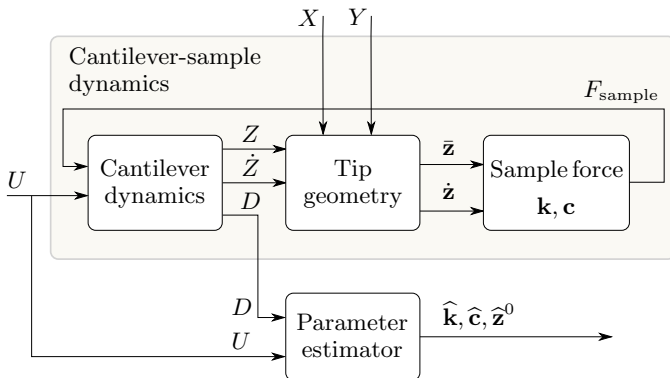 X Y
Cantilever-sample
dynamics
F_sample
U
Cantilever
dynamics
Z
Ż
D
Tip
geometry
z̄
ż
Sample force
k, c
D
U
Parameter
estimator
k̂, ĉ, ẑ⁰